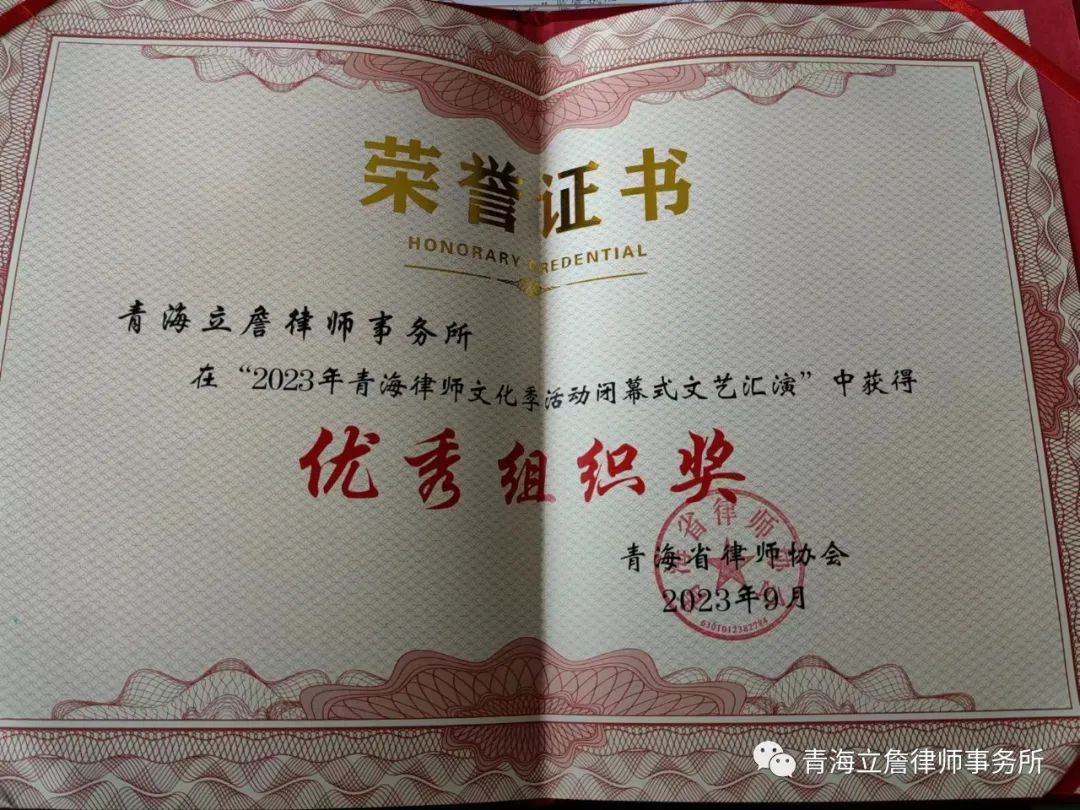 荣誉证书
HONORARY CREDENTIAL
青海立詹律师事务所
在“2023年青海律师文化季活动闭幕式文艺汇演”中获得
优秀组织奖
青海省律师协会
2023年9月
6301012382784
青海立詹律师事务所